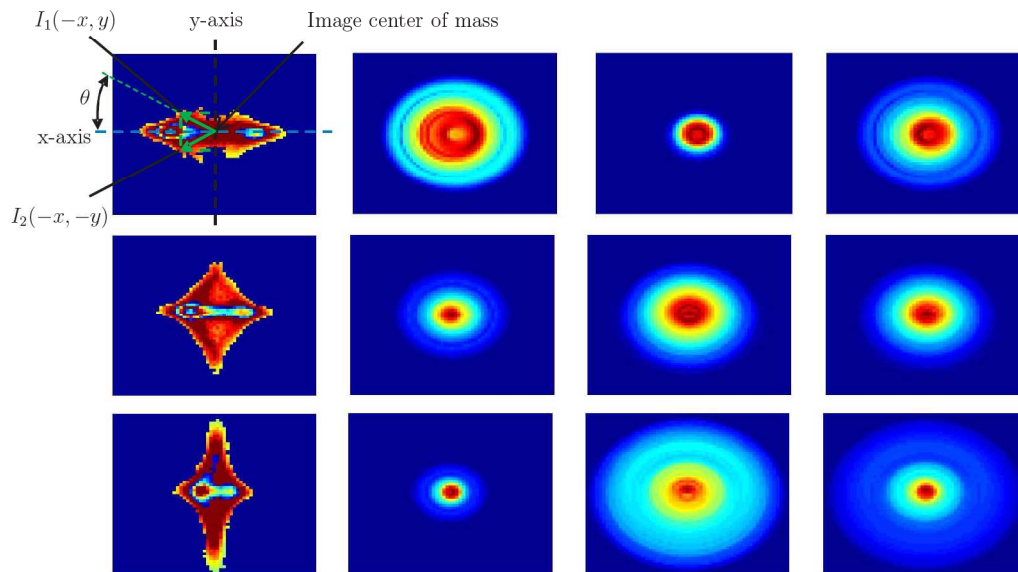 I₁(−x, y)
y-axis
Image center of mass
θ
x-axis
I₂(−x, −y)